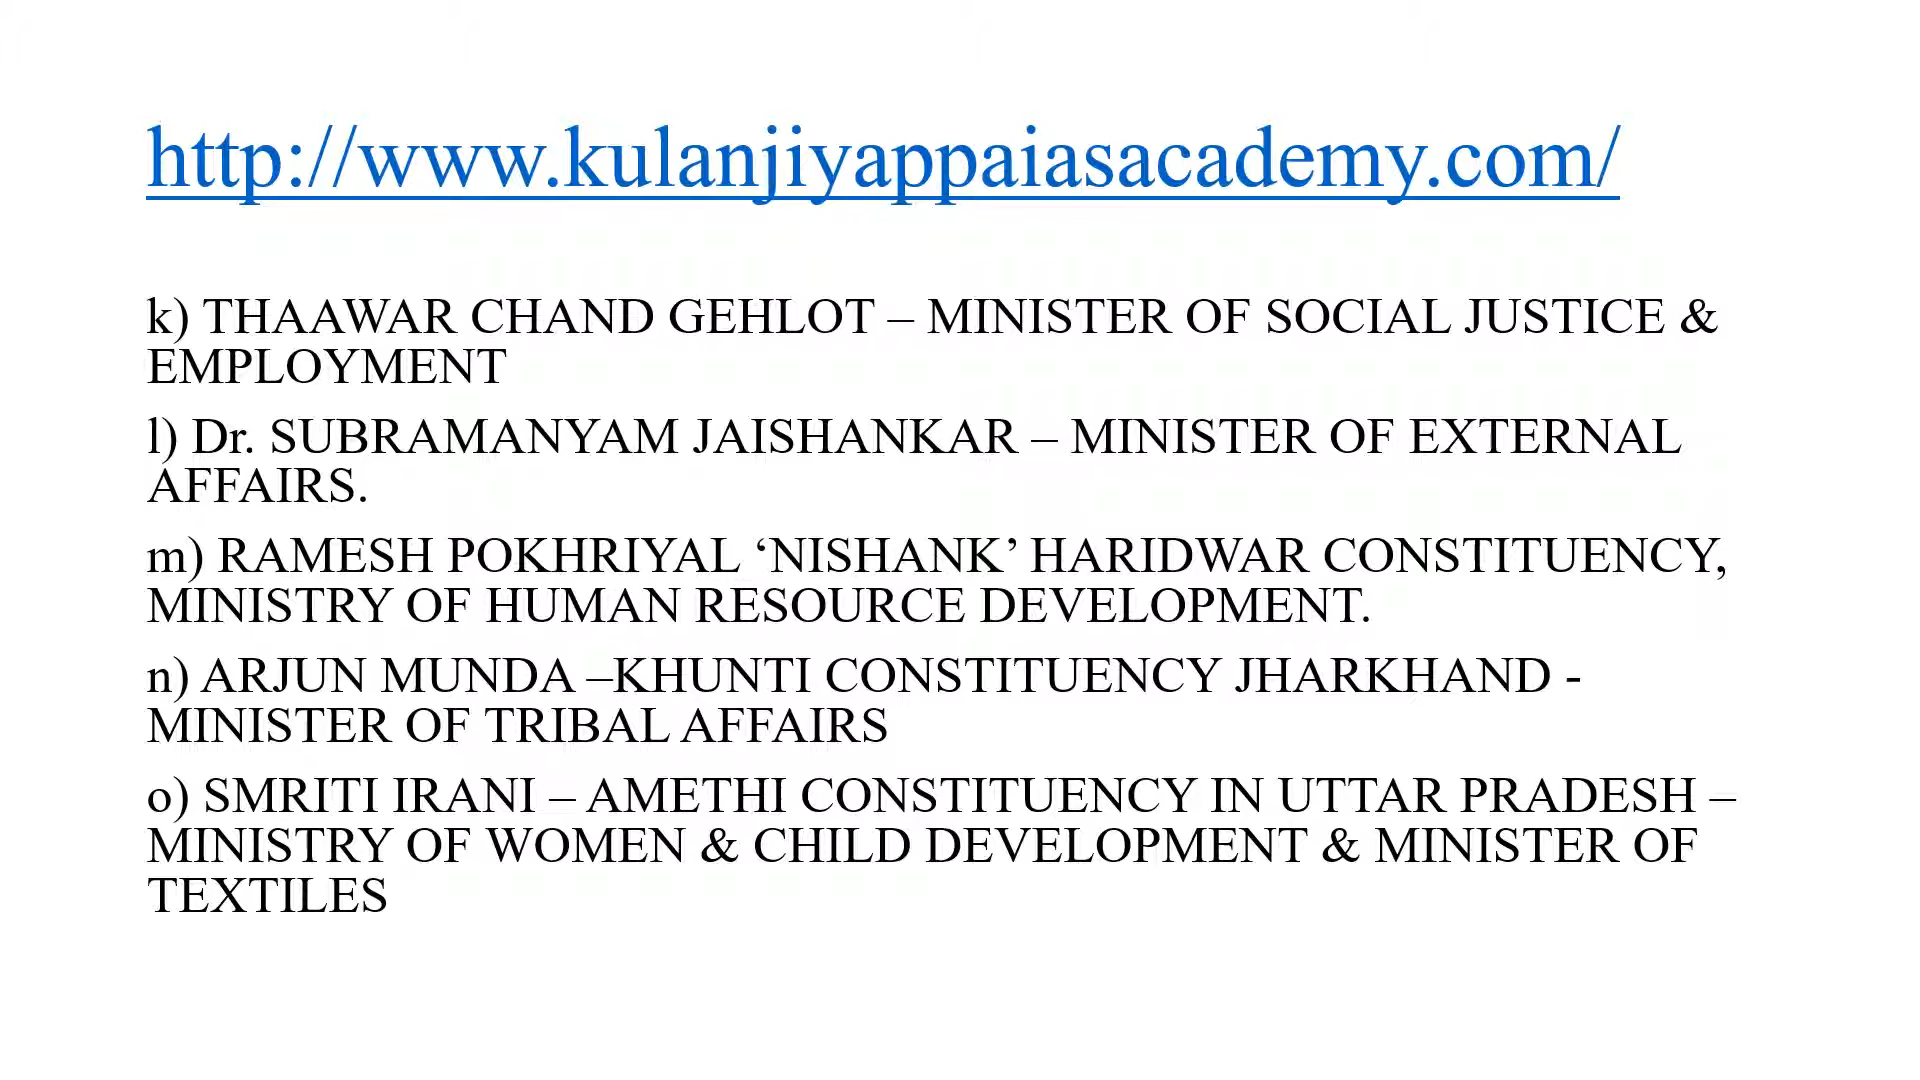 http://www.kulanjiyappaiasacademy.com/
k) THAAWAR CHAND GEHLOT – MINISTER OF SOCIAL JUSTICE &
EMPLOYMENT
l) Dr. SUBRAMANYAM JAISHANKAR – MINISTER OF EXTERNAL
AFFAIRS.
m) RAMESH POKHRIYAL ‘NISHANK’ HARIDWAR CONSTITUENCY,
MINISTRY OF HUMAN RESOURCE DEVELOPMENT.
n) ARJUN MUNDA –KHUNTI CONSTITUENCY JHARKHAND -
MINISTER OF TRIBAL AFFAIRS
o) SMRITI IRANI – AMETHI CONSTITUENCY IN UTTAR PRADESH –
MINISTRY OF WOMEN & CHILD DEVELOPMENT & MINISTER OF
TEXTILES